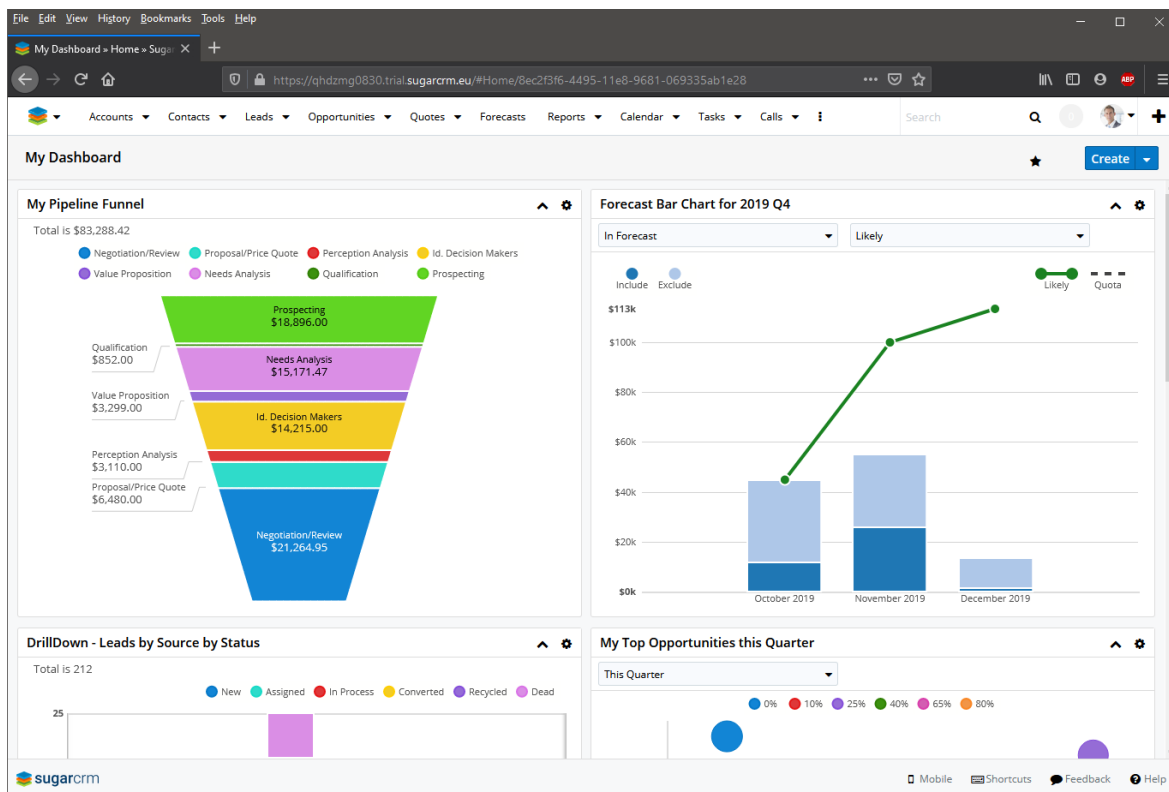 File Edit View History Bookmarks Tools Help
My Dashboard » Home » Sugar
https://qhdzmg0830.trial.sugarcrm.eu/#Home/8ec2f3f6-4495-11e8-9681-069335ab1e28
ABP
Accounts Contacts Leads Opportunities Quotes Forecasts Reports Calendar Tasks Calls Search
My Dashboard
Create
My Pipeline Funnel
Total is $83,288.42
Negotiation/Review Proposal/Price Quote Perception Analysis Id. Decision Makers
Value Proposition Needs Analysis Qualification Prospecting
Prospecting
$18,896.00
Qualification
$852.00
Needs Analysis
$15,171.47
Value Proposition
$3,299.00
Id. Decision Makers
$14,215.00
Perception Analysis
$3,110.00
Proposal/Price Quote
$6,480.00
Negotiation/Review
$21,264.95
Forecast Bar Chart for 2019 Q4
In Forecast Likely
Include Exclude Likely Quota
$113k
$100k
$80k
$60k
$40k
$20k
$0k
October 2019 November 2019 December 2019
DrillDown - Leads by Source by Status
Total is 212
New Assigned In Process Converted Recycled Dead
25
My Top Opportunities this Quarter
This Quarter
0% 10% 25% 40% 65% 80%
sugarcrm Mobile Shortcuts Feedback Help